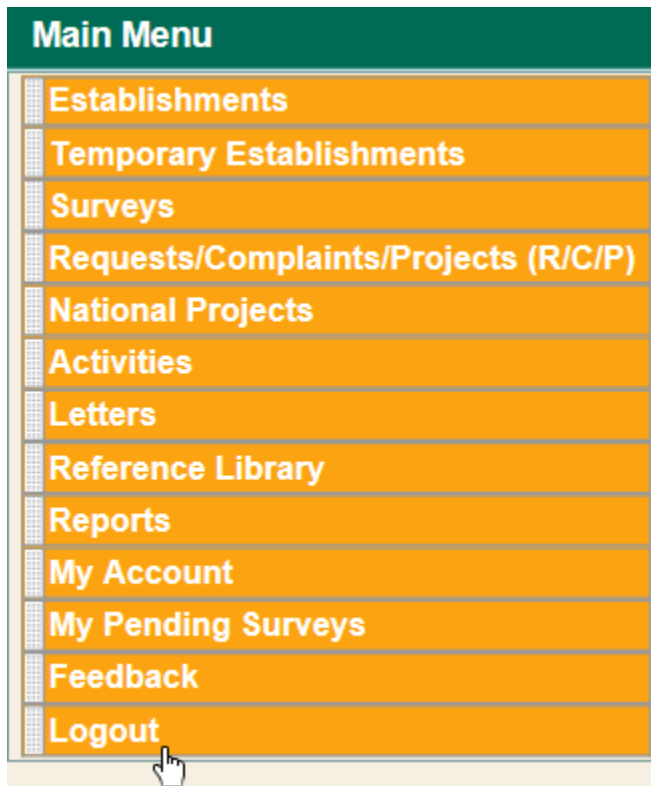 Main Menu
Establishments
Temporary Establishments
Surveys
Requests/Complaints/Projects (R/C/P)
National Projects
Activities
Letters
Reference Library
Reports
My Account
My Pending Surveys
Feedback
Logout